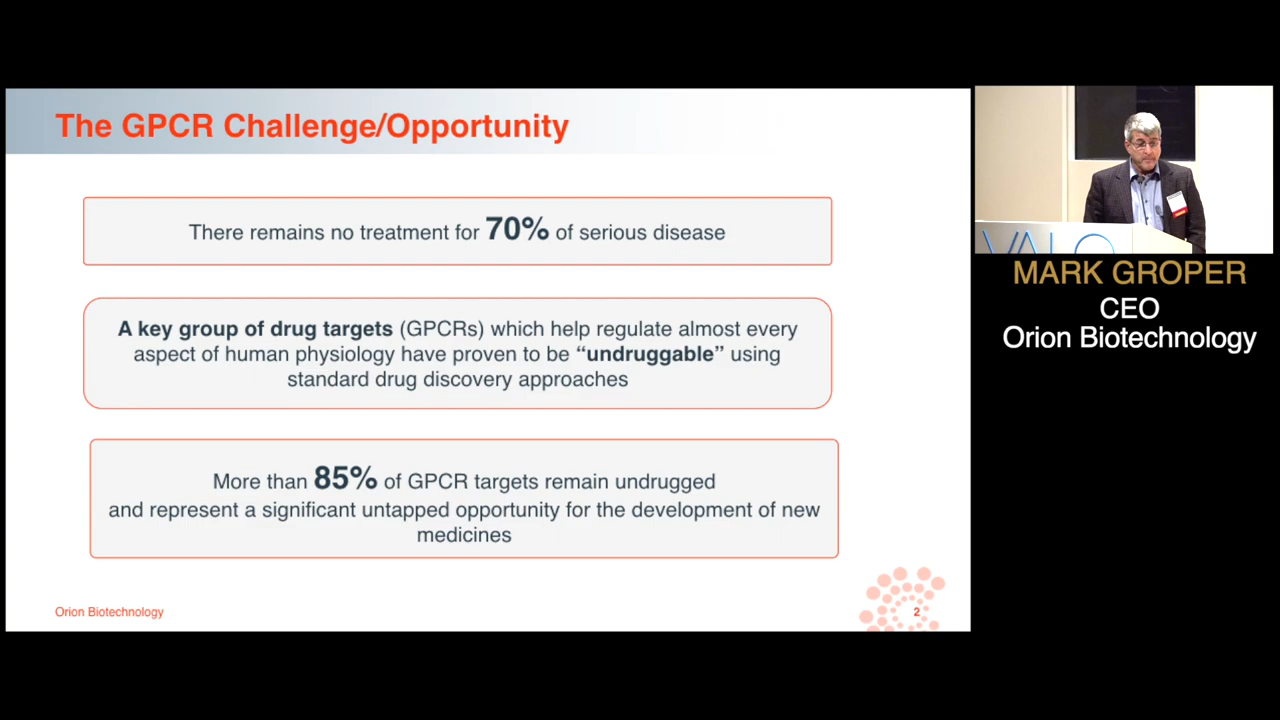 The GPCR Challenge/Opportunity
There remains no treatment for 70% of serious disease
A key group of drug targets (GPCRs) which help regulate almost every
aspect of human physiology have proven to be “undruggable” using
standard drug discovery approaches
More than 85% of GPCR targets remain undrugged
and represent a significant untapped opportunity for the development of new
medicines
Orion Biotechnology
2
VALO
MARK GROPER
CEO
Orion Biotechnology